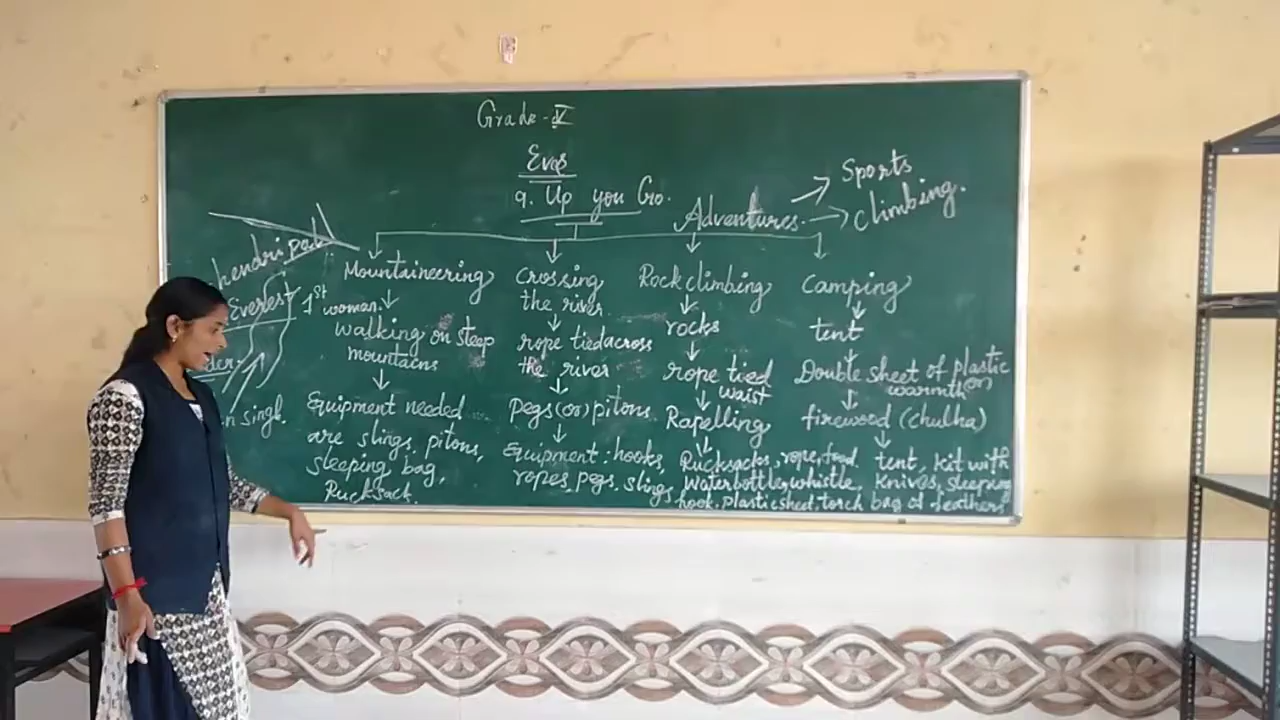 Grade-V
Evs
9. Up you Go.
Adventures.
Sports
climbing.
Everest
1st woman.
n singh.
Mountaineering
walking on steep
mountains
Equipment needed
are slings, pitons,
sleeping bag,
Rucksack.
Crossing
the river.
rope tied across
the river
Pegs (or) pitons.
Equipment: hooks,
ropes, pegs, slings
Rock climbing
rocks
rope tied
waist
Rapelling
Rucksacks, rope, food.
Water bottle, whistle,
hook, plastic sheet, torch
Camping
tent
Double sheet of plastic
warmth (or)
firewood (chulha)
tent, kit with
knives,
bag of feathers